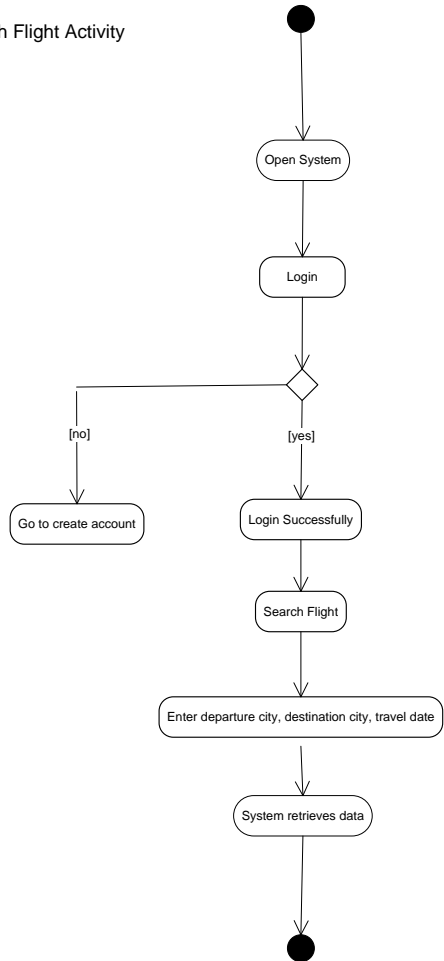 h Flight Activity
Open System
Login
[no]
[yes]
Go to create account
Login Successfully
Search Flight
Enter departure city, destination city, travel date
System retrieves data